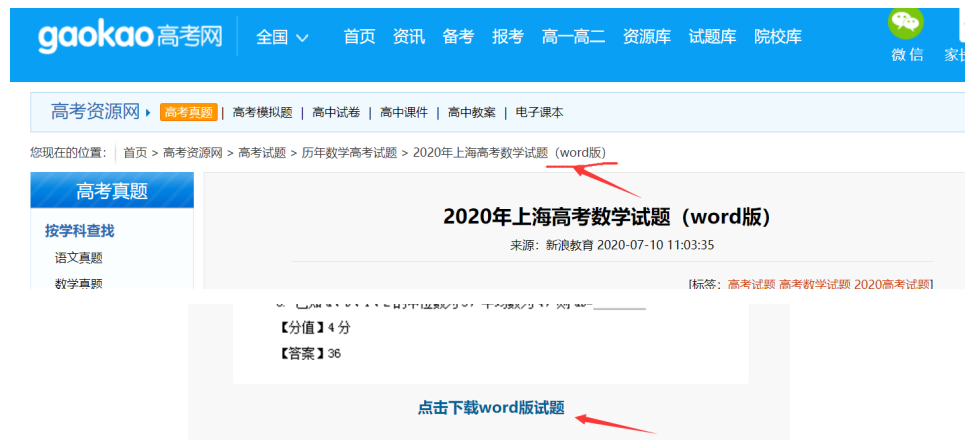 gaokao高考网 全国 首页 资讯 备考 报考 高一高二 资源库 试题库 院校库
微信
高考资源网 高考真题 | 高考模拟题 | 高中试卷 | 高中课件 | 高中教案 | 电子课本
您现在的位置： 首页 > 高考资源网 > 高考试题 > 历年数学高考试题 > 2020年上海高考数学试题（word版）
高考真题
2020年上海高考数学试题（word版）
按学科查找
来源：新浪教育 2020-07-10 11:03:35
语文真题
数学真题
[标签：高考试题 高考数学试题 2020高考试题]
【分值】4 分
【答案】36
点击下载word版试题